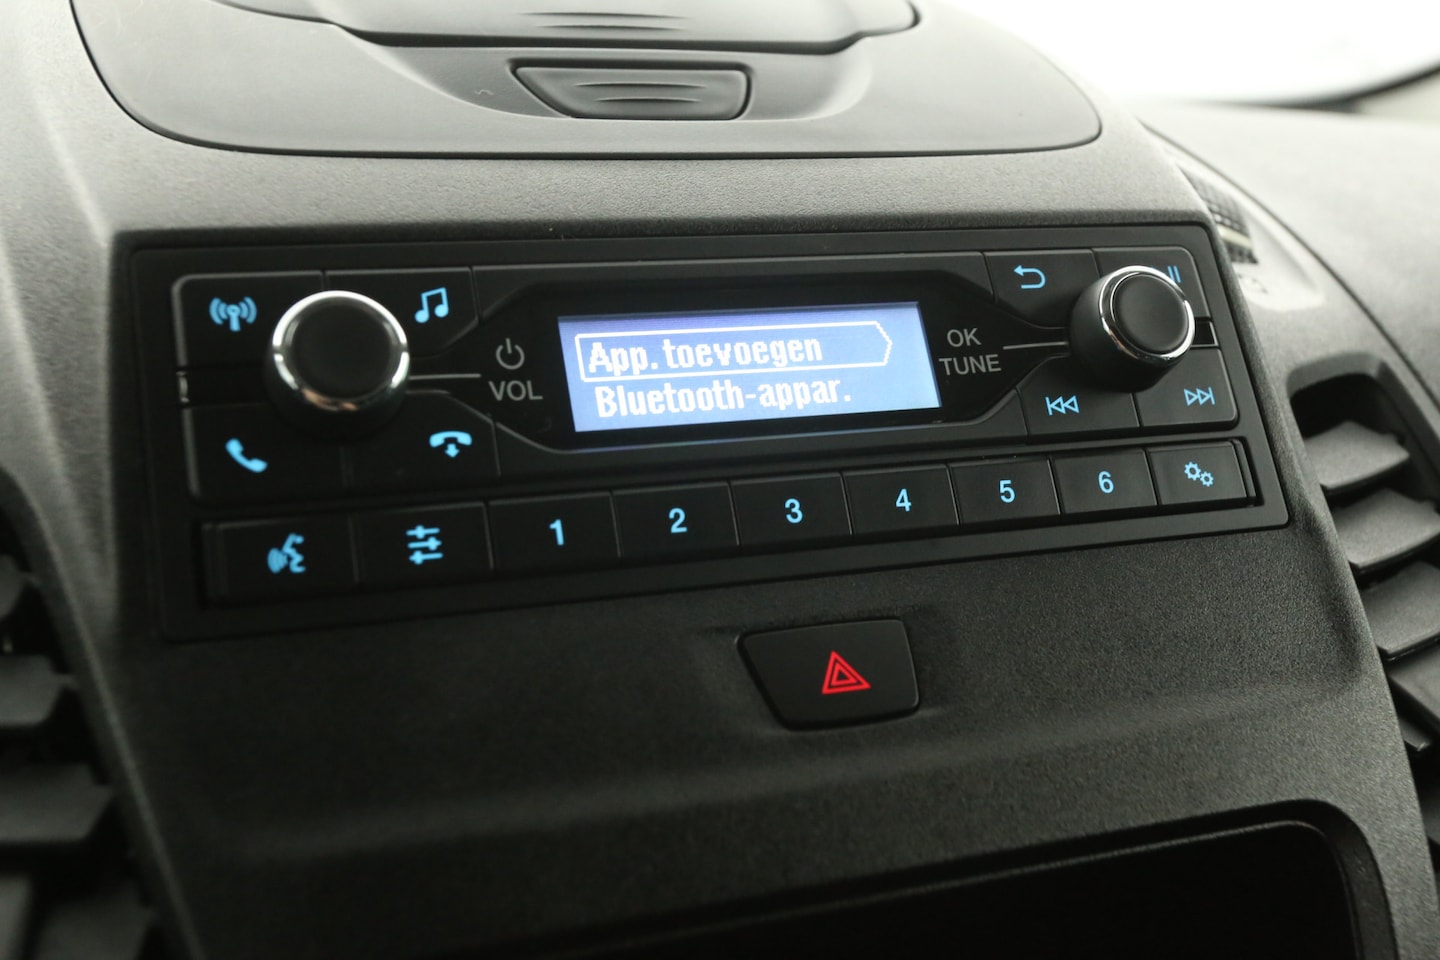 App. toevoegen
Bluetooth-appar.
VOL
OK
TUNE
1 2 3 4 5 6